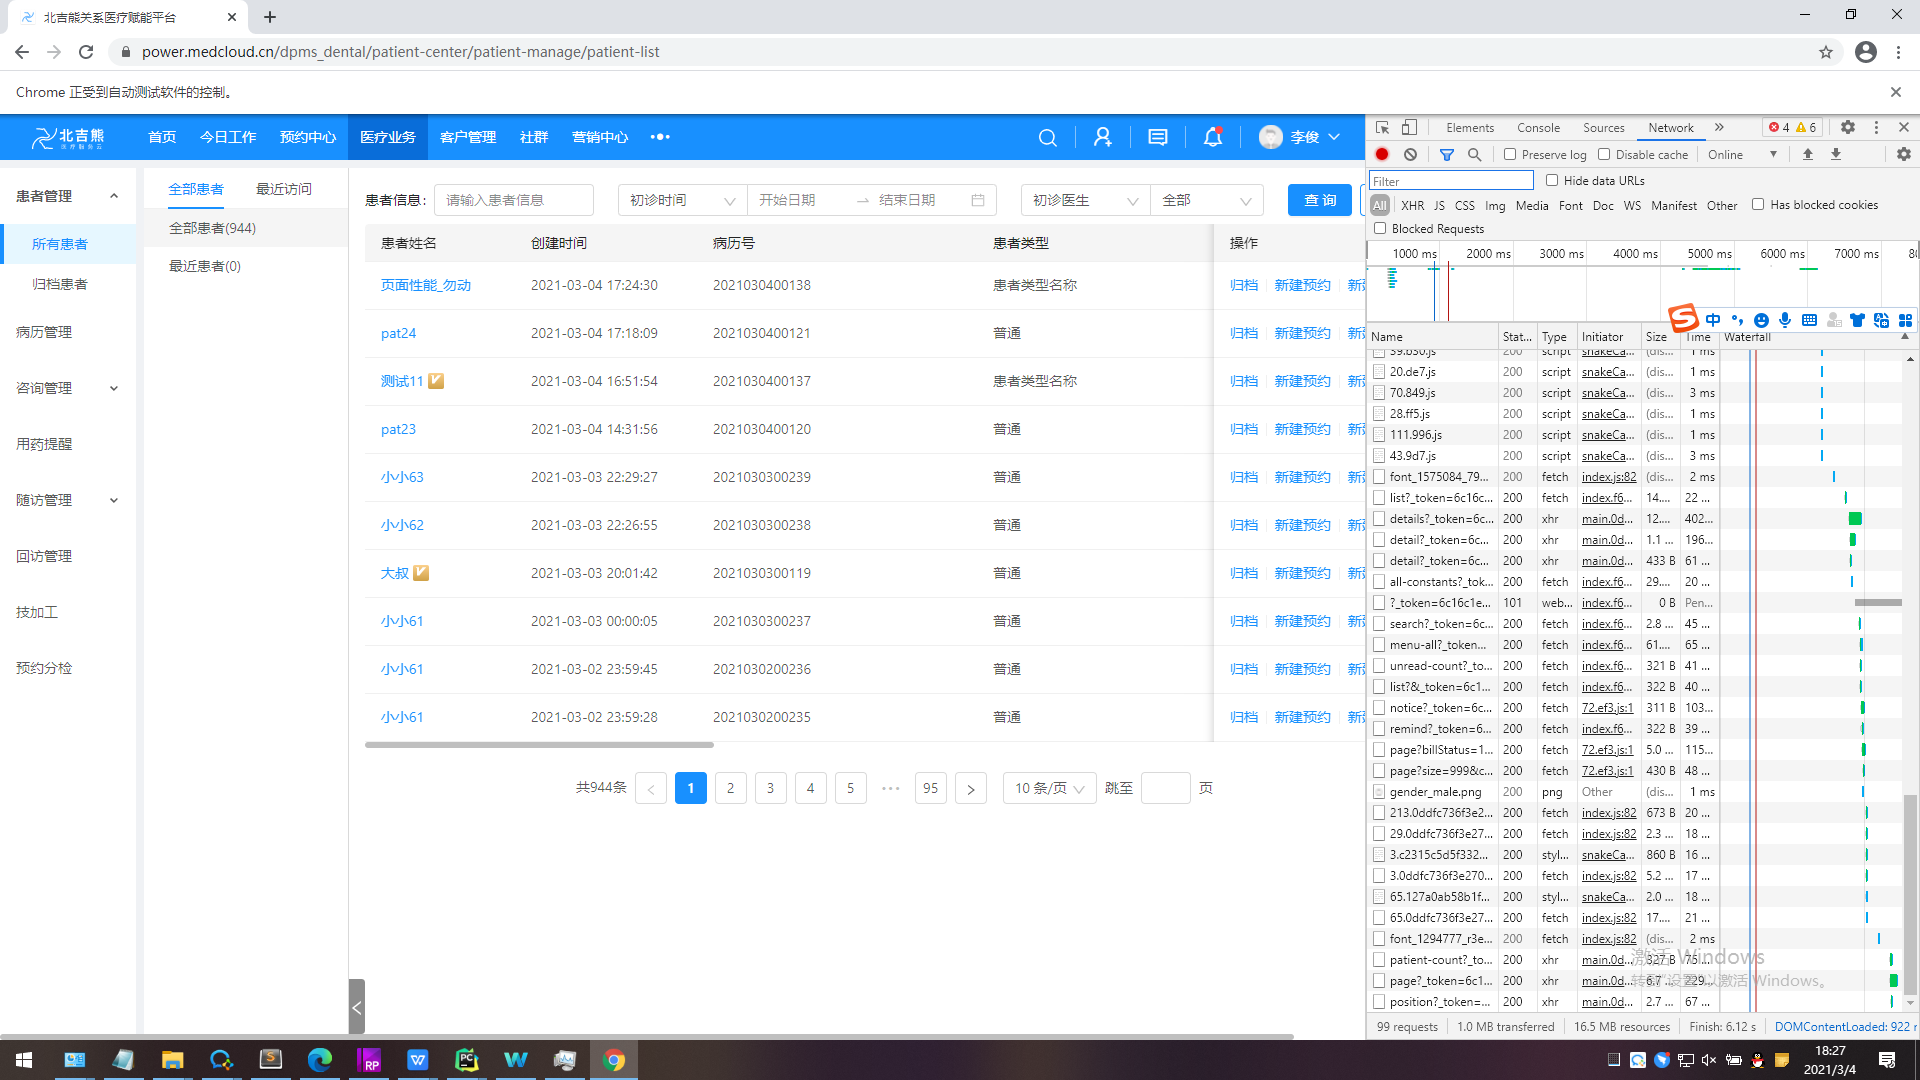 北吉熊关系医疗赋能平台
power.medcloud.cn/dpms_dental/patient-center/patient-manage/patient-list
Chrome 正受到自动测试软件的控制。
北吉熊
医疗服务云
首页 今日工作 预约中心 医疗业务 客户管理 社群 营销中心 •••
李俊
患者管理
所有患者
归档患者
病历管理
咨询管理
用药提醒
随访管理
回访管理
技加工
预约分检
全部患者 最近访问
全部患者(944)
最近患者(0)
患者信息: 请输入患者信息 初诊时间 开始日期 → 结束日期 初诊医生 全部 查 询
患者姓名 创建时间 病历号 患者类型 操作
页面性能_勿动 2021-03-04 17:24:30 2021030400138 患者类型名称 归档 新建预约 新
pat24 2021-03-04 17:18:09 2021030400121 普通 归档 新建预约 新
测试11 2021-03-04 16:51:54 2021030400137 患者类型名称 归档 新建预约 新
pat23 2021-03-04 14:31:56 2021030400120 普通 归档 新建预约 新
小小63 2021-03-03 22:29:27 2021030300239 普通 归档 新建预约 新
小小62 2021-03-03 22:26:55 2021030300238 普通 归档 新建预约 新
大叔 2021-03-03 20:01:42 2021030300119 普通 归档 新建预约 新
小小61 2021-03-03 00:00:05 2021030300237 普通 归档 新建预约 新
小小61 2021-03-02 23:59:45 2021030200236 普通 归档 新建预约 新
小小61 2021-03-02 23:59:28 2021030200235 普通 归档 新建预约 新
共944条 < 1 2 3 4 5 ••• 95 > 10 条/页 跳至 页
Elements Console Sources Network » 4 6
Preserve log Disable cache Online
Filter Hide data URLs
All XHR JS CSS Img Media Font Doc WS Manifest Other Has blocked cookies
Blocked Requests
1000 ms 2000 ms 3000 ms 4000 ms 5000 ms 6000 ms 7000 ms 80
中
Name Stat... Type Initiator Size Time Waterfall
39.b30.js 200 script snakeCa... (dis... 1 ms
20.de7.js 200 script snakeCa... (dis... 1 ms
70.849.js 200 script snakeCa... (dis... 3 ms
28.ff5.js 200 script snakeCa... (dis... 1 ms
111.996.js 200 script snakeCa... (dis... 1 ms
43.9d7.js 200 script snakeCa... (dis... 3 ms
font_1575084_79... 200 fetch index.js:82 (dis... 2 ms
list?_token=6c16c... 200 fetch index.f6... 14.... 22 ...
details?_token=6c... 200 xhr main.0d... 12.... 402...
detail?_token=6c... 200 xhr main.0d... 1.1 ... 196...
detail?_token=6c... 200 xhr main.0d... 433 B 61 ...
all-constants?_tok... 200 fetch index.f6... 29.... 20 ...
?_token=6c16c1e... 101 web... index.f6... 0 B Pen...
search?_token=6c... 200 fetch index.f6... 2.8 ... 45 ...
menu-all?_token... 200 fetch index.f6... 61.... 65 ...
unread-count?_to... 200 fetch index.f6... 321 B 41 ...
list?&_token=6c1... 200 fetch index.f6... 322 B 40 ...
notice?_token=6c... 200 fetch 72.ef3.js:1 311 B 103...
remind?_token=6... 200 fetch index.f6... 322 B 39 ...
page?billStatus=1... 200 fetch 72.ef3.js:1 5.0 ... 115...
page?size=999&c... 200 fetch 72.ef3.js:1 430 B 48 ...
gender_male.png 200 png Other (dis... 1 ms
213.0ddfc736f3e2... 200 fetch index.js:82 673 B 20 ...
29.0ddfc736f3e27... 200 fetch index.js:82 2.3 ... 18 ...
3.c2315c5d5f332... 200 styl... snakeCa... 860 B 16 ...
3.0ddfc736f3e270... 200 fetch index.js:82 5.2 ... 17 ...
65.127a0ab58b1f... 200 styl... snakeCa... 2.0 ... 18 ...
65.0ddfc736f3e27... 200 fetch index.js:82 17.... 21 ...
font_1294777_r3e... 200 fetch index.js:82 (dis... 2 ms
patient-count?_to... 200 xhr main.0d... 327 B 75 ...
page?_token=6c1... 200 xhr main.0d... 6.7 ... 229...
position?_token=... 200 xhr main.0d... 2.7 ... 67 ...
激活 Windows
转到"设置"以激活 Windows。
99 requests 1.0 MB transferred 16.5 MB resources Finish: 6.12 s DOMContentLoaded: 922 r
18:27
2021/3/4